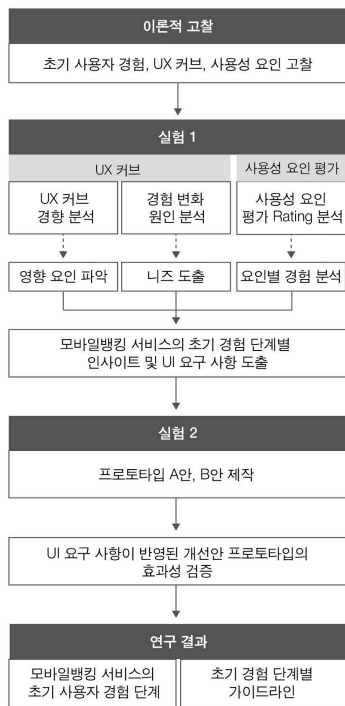 이론적 고찰
초기 사용자 경험, UX 커브, 사용성 요인 고찰
실험 1
UX 커브
사용성 요인 평가
UX 커브
경향 분석
경험 변화
원인 분석
사용성 요인
평가 Rating 분석
영향 요인 파악
니즈 도출
요인별 경험 분석
모바일뱅킹 서비스의 초기 경험 단계별
인사이트 및 UI 요구 사항 도출
실험 2
프로토타입 A안, B안 제작
UI 요구 사항이 반영된 개선안 프로토타입의
효과성 검증
연구 결과
모바일뱅킹 서비스의
초기 사용자 경험 단계
초기 경험 단계별
가이드라인